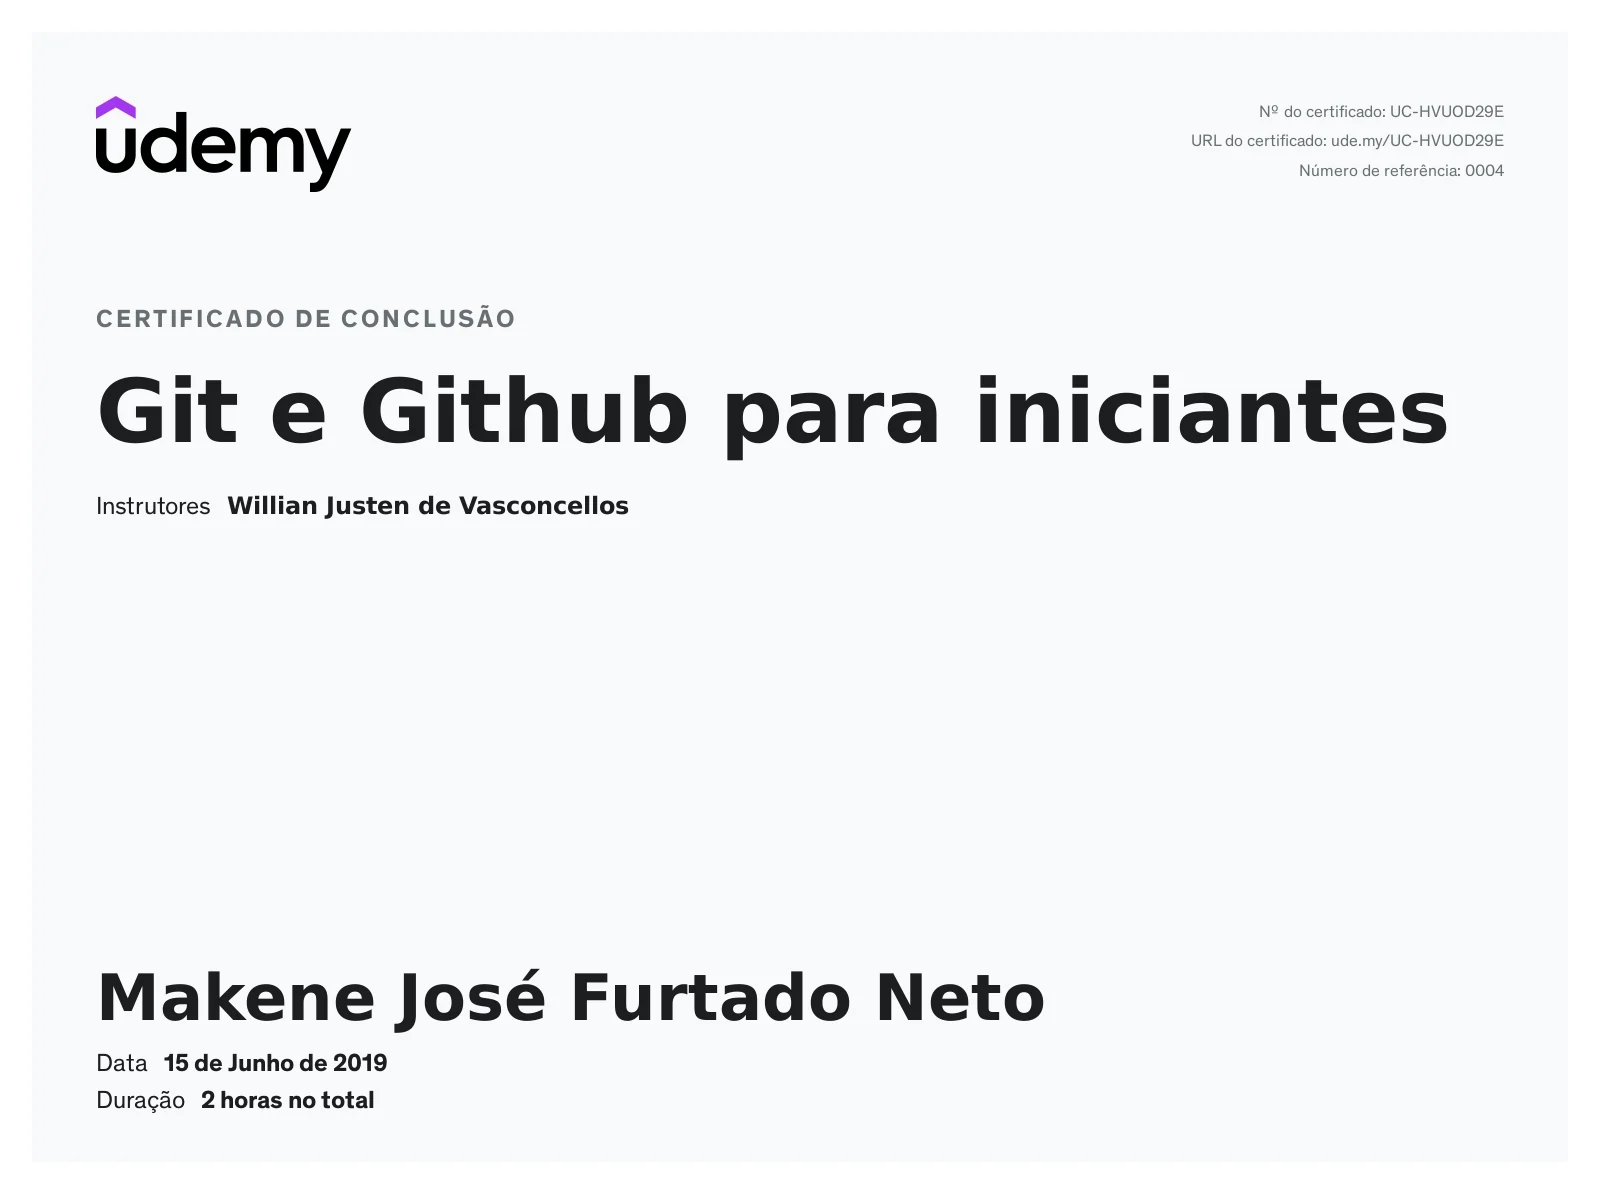 udemy
Nº do certificado: UC-HVUOD29E
URL do certificado: ude.my/UC-HVUOD29E
Número de referência: 0004
CERTIFICADO DE CONCLUSÃO
Git e Github para iniciantes
Instrutores Willian Justen de Vasconcellos
Makene José Furtado Neto
Data 15 de Junho de 2019
Duração 2 horas no total